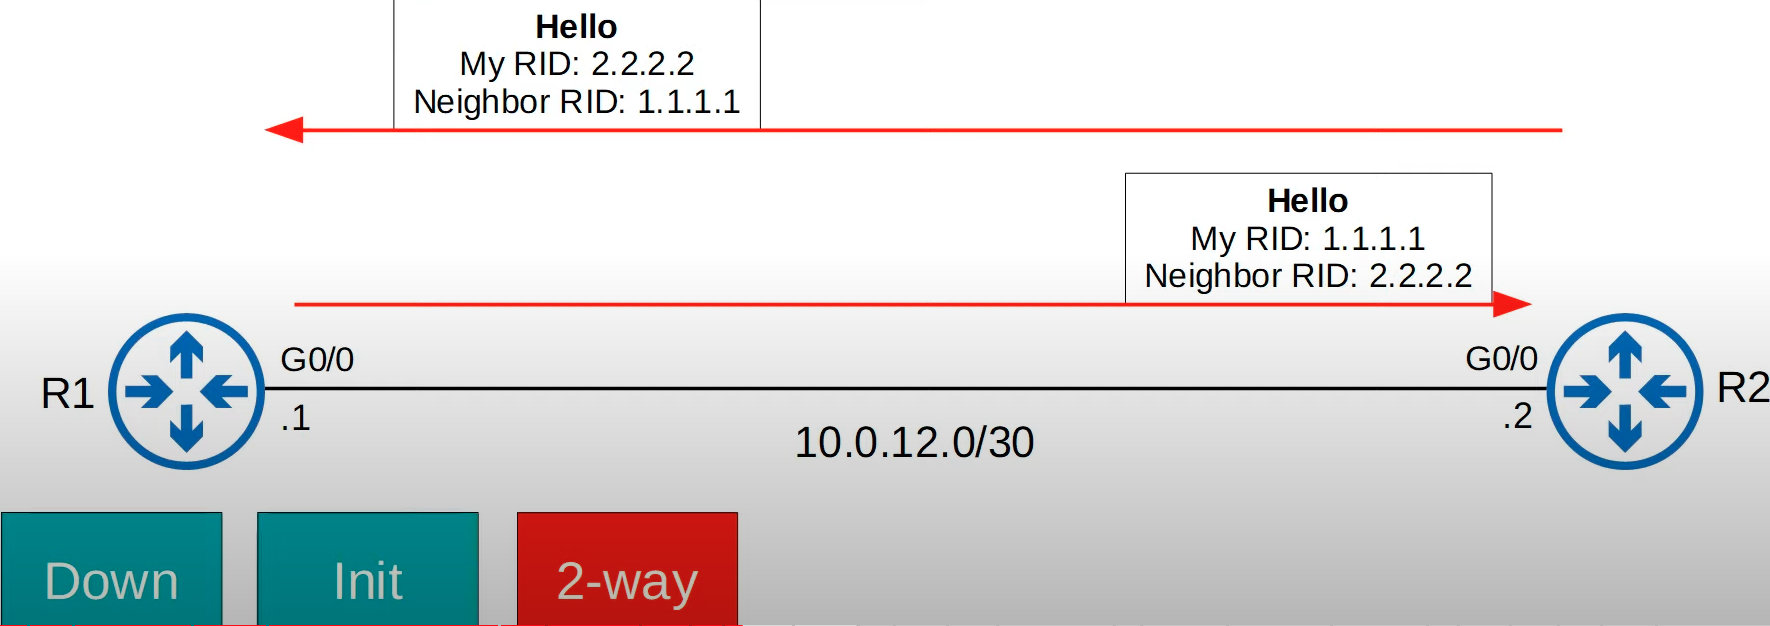 Hello
My RID: 2.2.2.2
Neighbor RID: 1.1.1.1
Hello
My RID: 1.1.1.1
Neighbor RID: 2.2.2.2
R1
G0/0
.1
10.0.12.0/30
G0/0
.2
R2
Down
Init
2-way